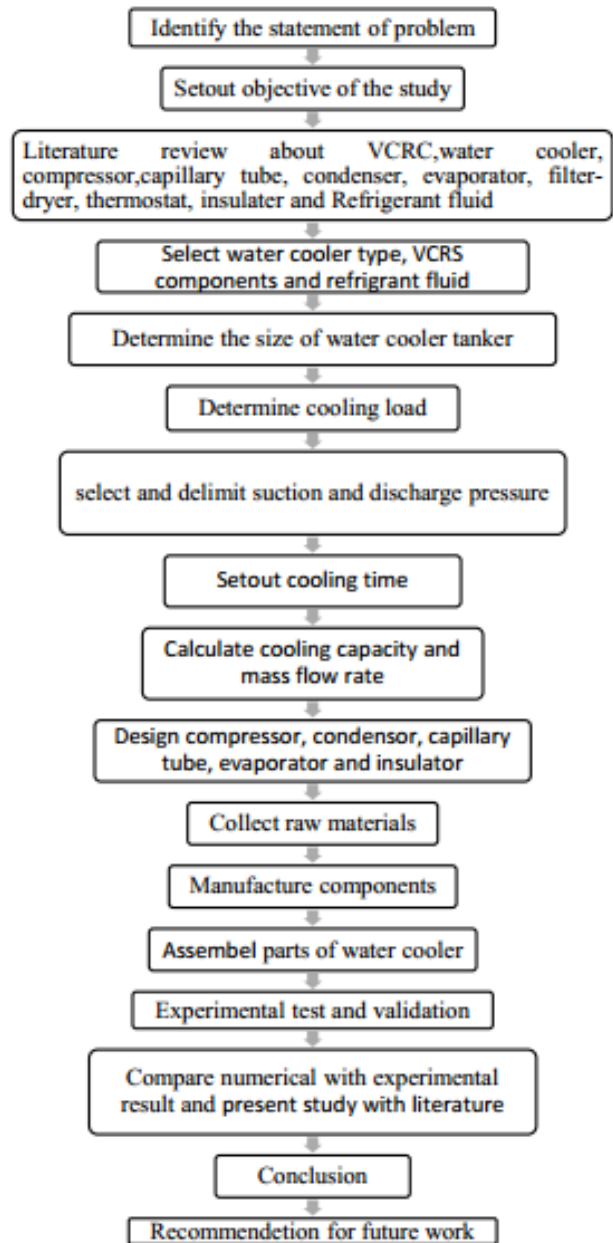 Identify the statement of problem
Setout objective of the study
Literature review about VCRC,water cooler,
compressor,capillary tube, condenser, evaporator, filter-
dryer, thermostat, insulater and Refrigerant fluid
Select water cooler type, VCRS
components and refrigrant fluid
Determine the size of water cooler tanker
Determine cooling load
select and delimit suction and discharge pressure
Setout cooling time
Calculate cooling capacity and
mass flow rate
Design compressor, condensor, capillary
tube, evaporator and insulator
Collect raw materials
Manufacture components
Assembel parts of water cooler
Experimental test and validation
Compare numerical with experimental
result and present study with literature
Conclusion
Recommendetion for future work